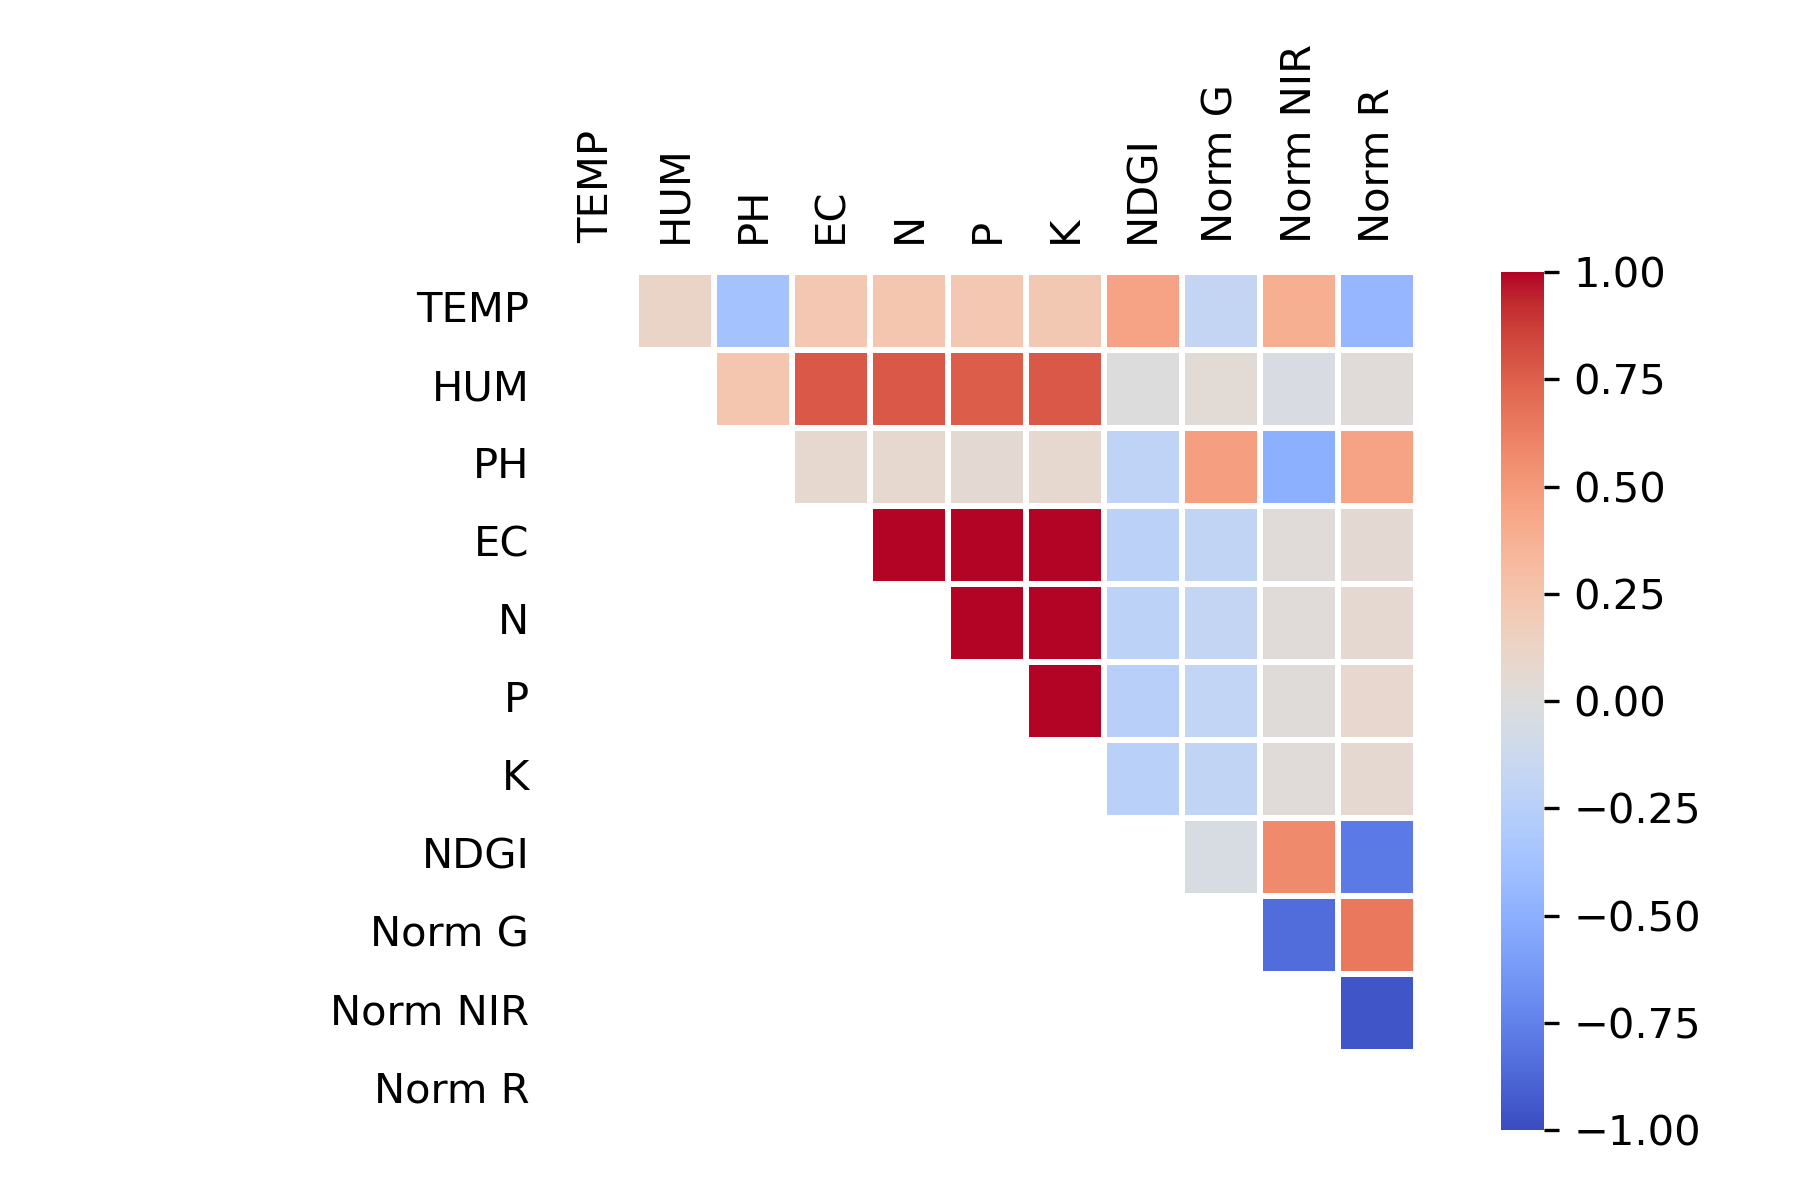 TEMP
HUM
PH
EC
N
P
K
NDGI
Norm G
Norm NIR
Norm R
TEMP
HUM
PH
EC
N
P
K
NDGI
Norm G
Norm NIR
Norm R
1.00
0.75
0.50
0.25
0.00
−0.25
−0.50
−0.75
−1.00